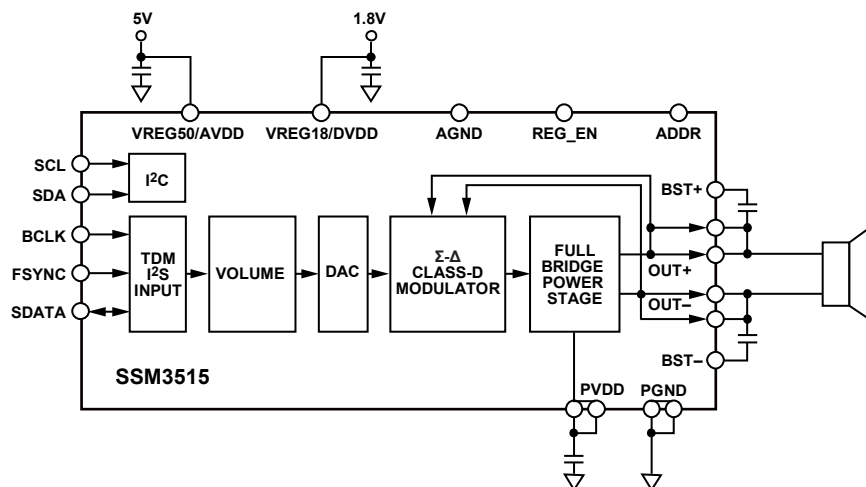 5V
1.8V
VREG50/AVDD
VREG18/DVDD
AGND
REG_EN
ADDR
SCL
SDA
I²C
BST+
BCLK
FSYNC
SDATA
TDM
I²S
INPUT
VOLUME
DAC
Σ-Δ
CLASS-D
MODULATOR
FULL
BRIDGE
POWER
STAGE
OUT+
OUT–
BST–
SSM3515
PVDD
PGND